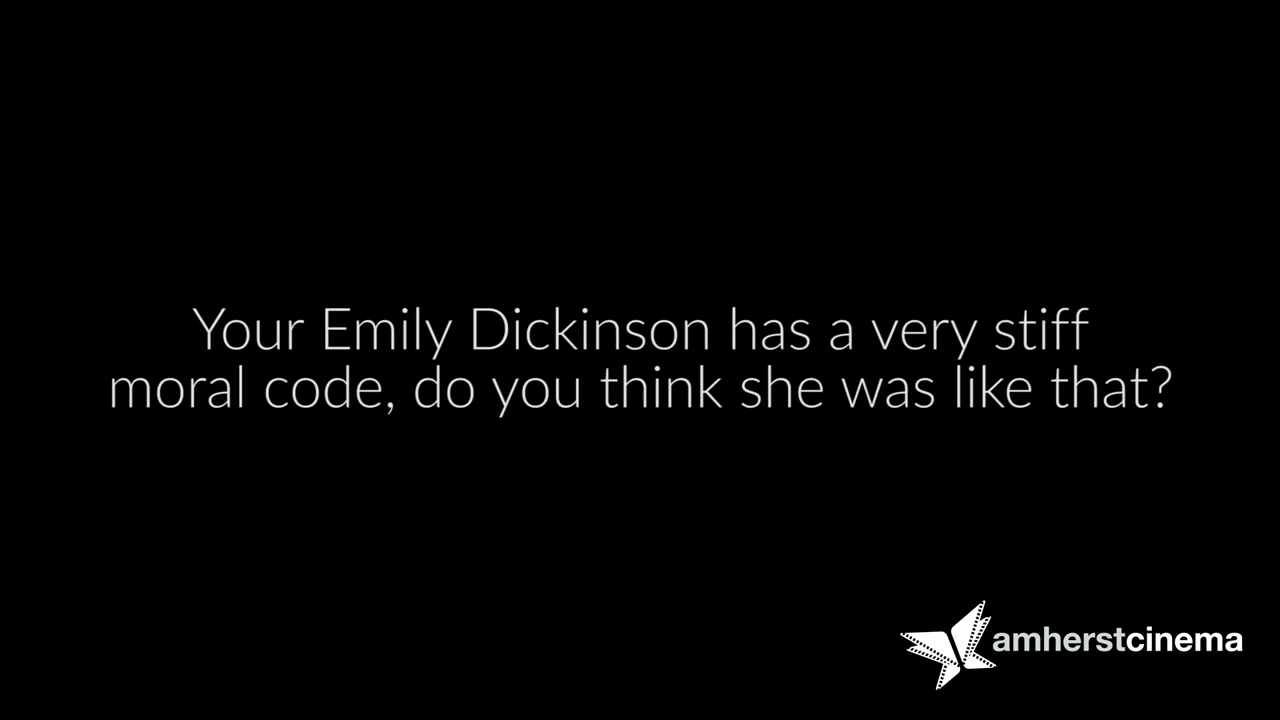 Your Emily Dickinson has a very stiff
moral code, do you think she was like that?
amherstcinema